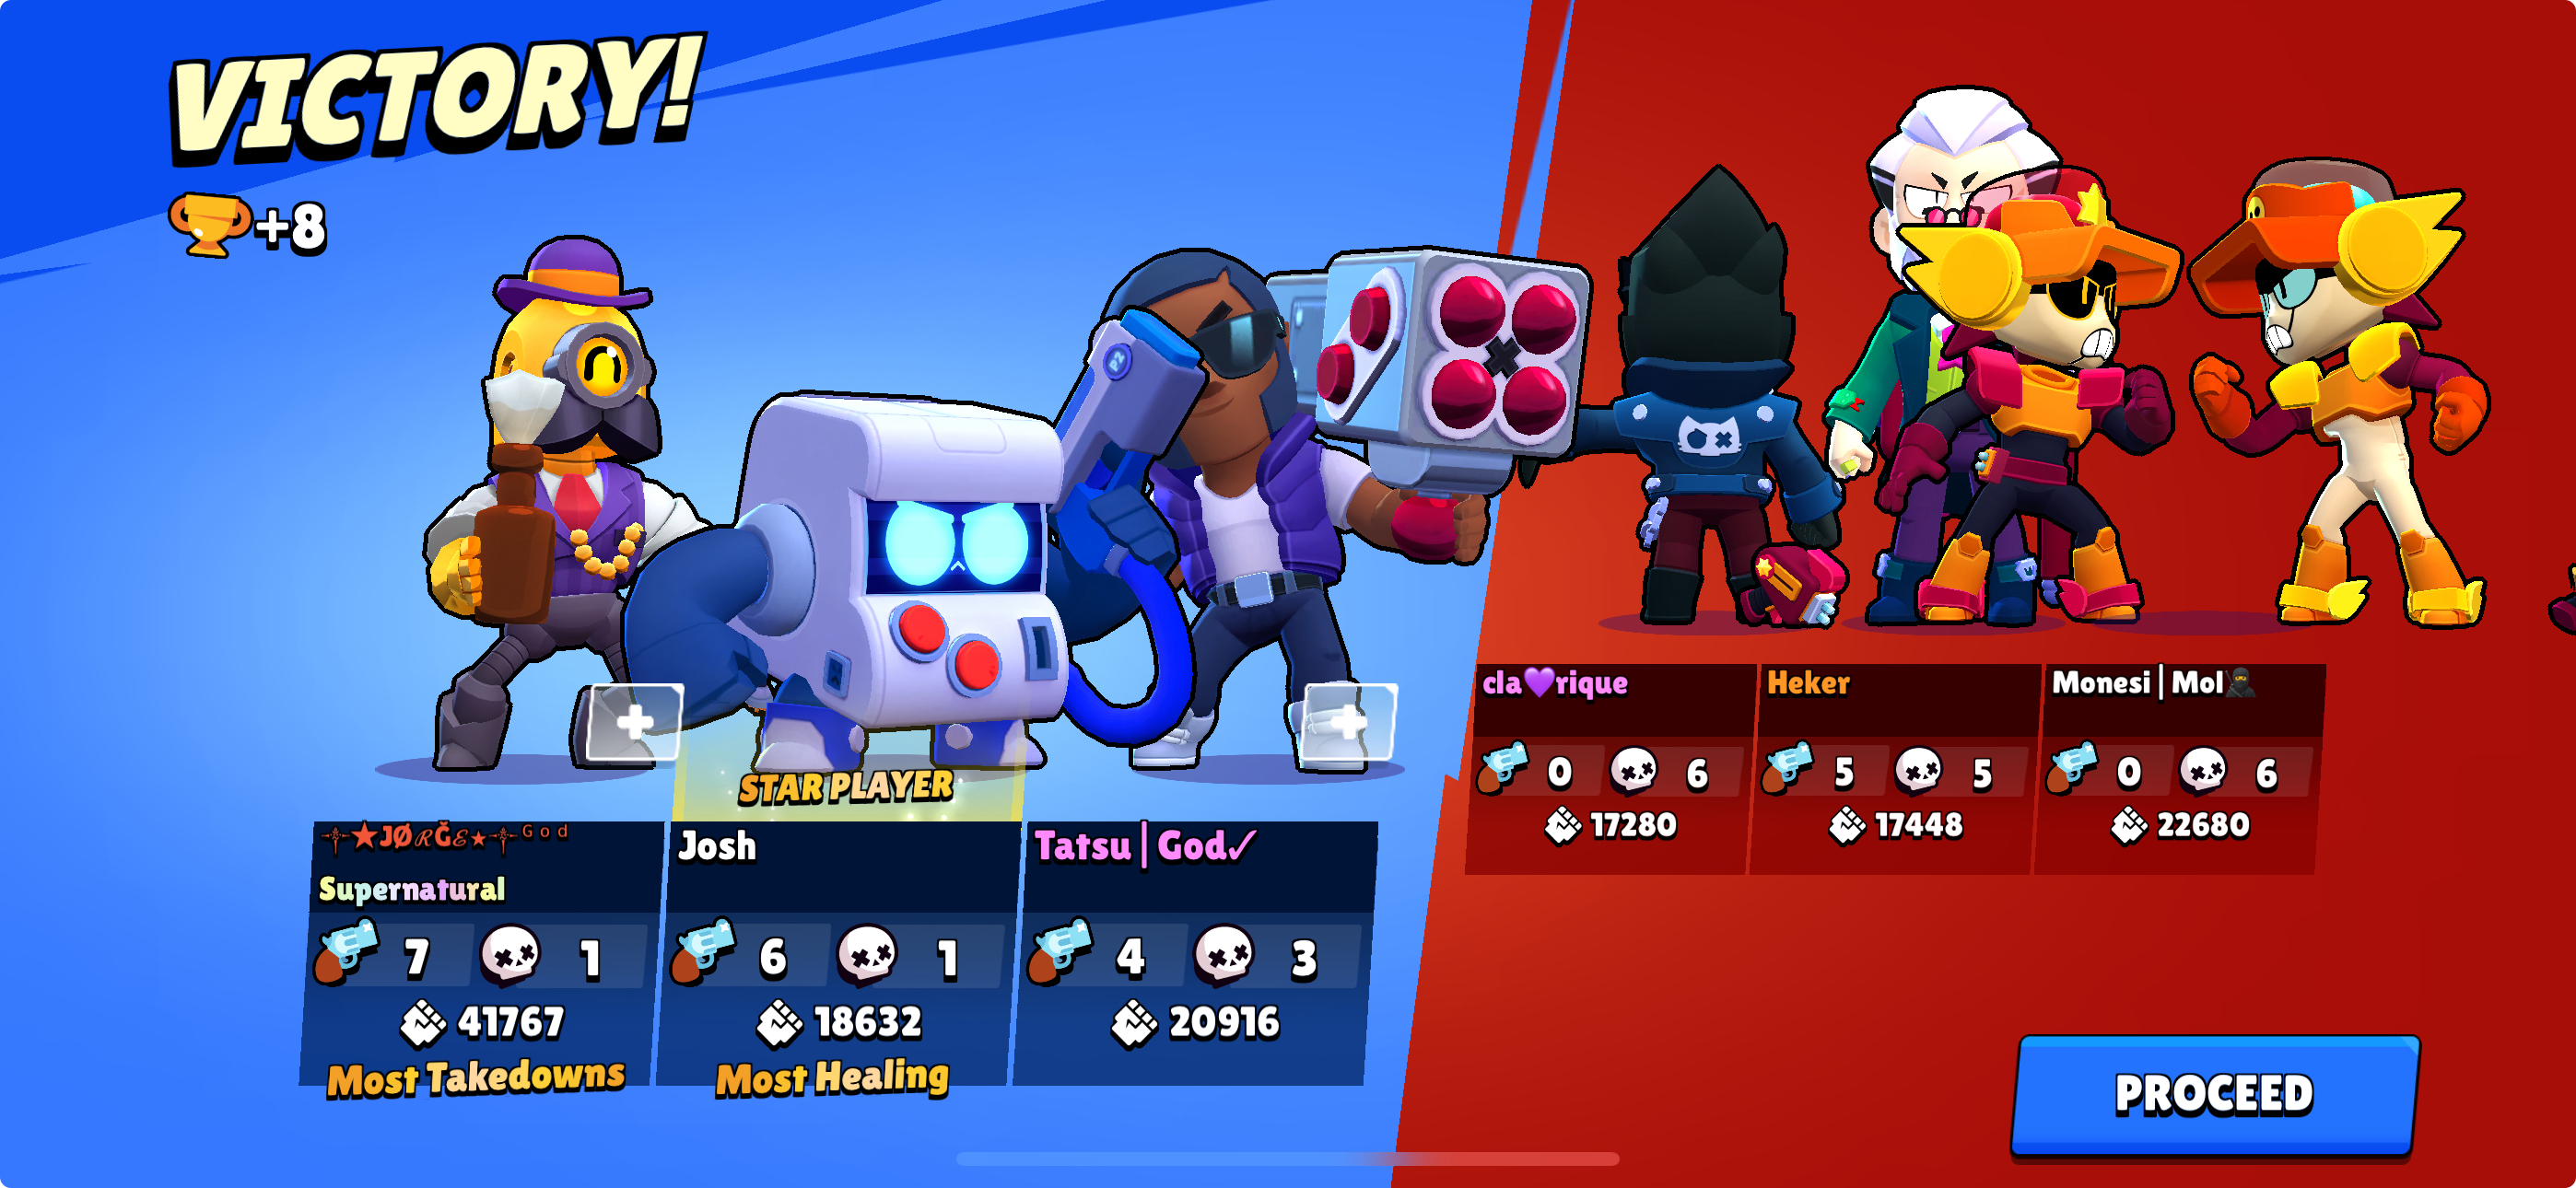 VICTORY!
+8
P2
cla💜rique
0 6
17280
Heker
5 5
17448
Monesi | Mol🥷
0 6
22680
STAR PLAYER
★JØRĞE★ God
Supernatural
7 1
41767
Most Takedowns
Josh
6 1
18632
Most Healing
Tatsu | God✓
4 3
20916
PROCEED